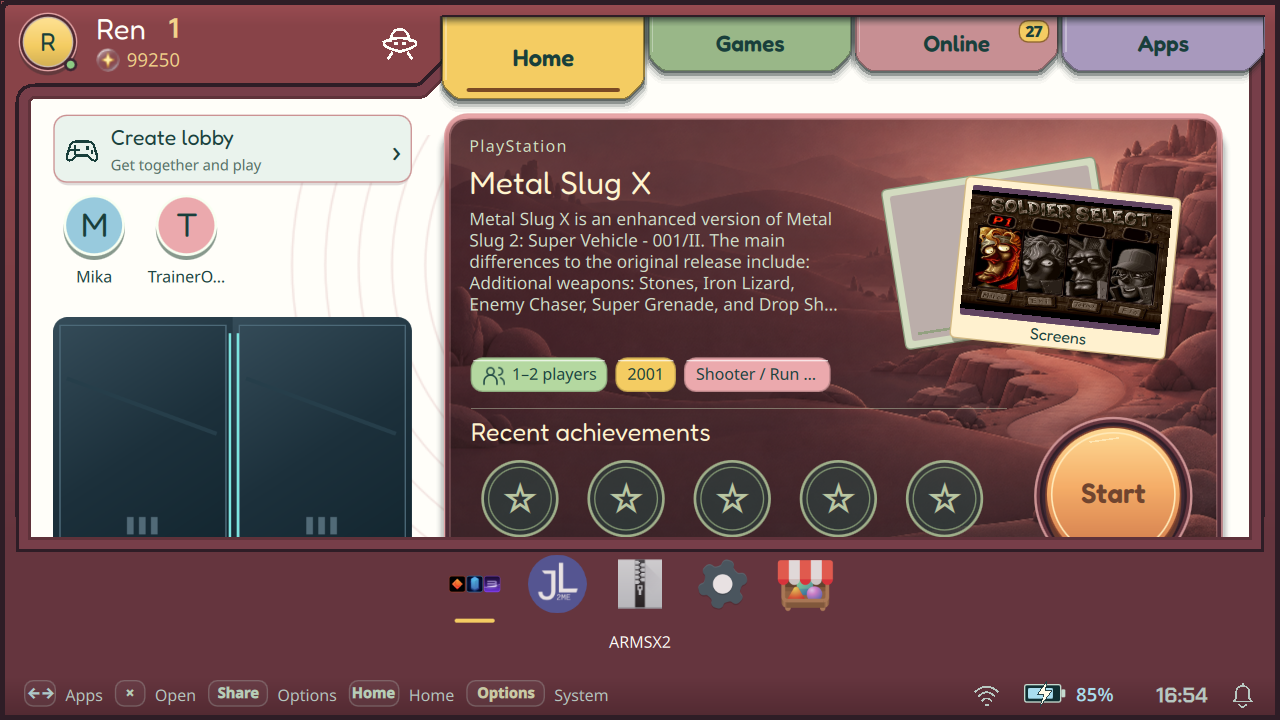 R
Ren 1
99250
Home
Games
Online
27
Apps
Create lobby
Get together and play
M
Mika
T
TrainerO...
PlayStation
Metal Slug X
Metal Slug X is an enhanced version of Metal
Slug 2: Super Vehicle - 001/II. The main
differences to the original release include:
Additional weapons: Stones, Iron Lizard,
Enemy Chaser, Super Grenade, and Drop Sh...
SOLDIER SELECT
P1
Screens
1–2 players
2001
Shooter / Run ...
Recent achievements
Start
JL
2ME
ARMSX2
Apps
× Open
Share Options
Home Home
Options System
85%
16:54